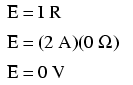 E = I R
E = (2 A)(0 Ω)
E = 0 V